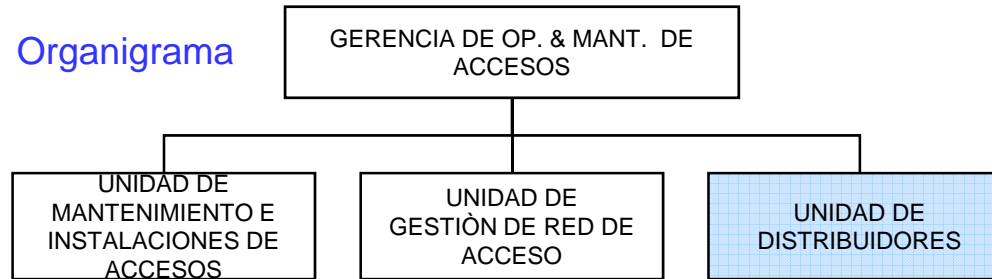 Organigrama
GERENCIA DE OP. & MANT. DE
ACCESOS
UNIDAD DE
MANTENIMIENTO E
INSTALACIONES DE
ACCESOS
UNIDAD DE
GESTIÒN DE RED DE
ACCESO
UNIDAD DE
DISTRIBUIDORES